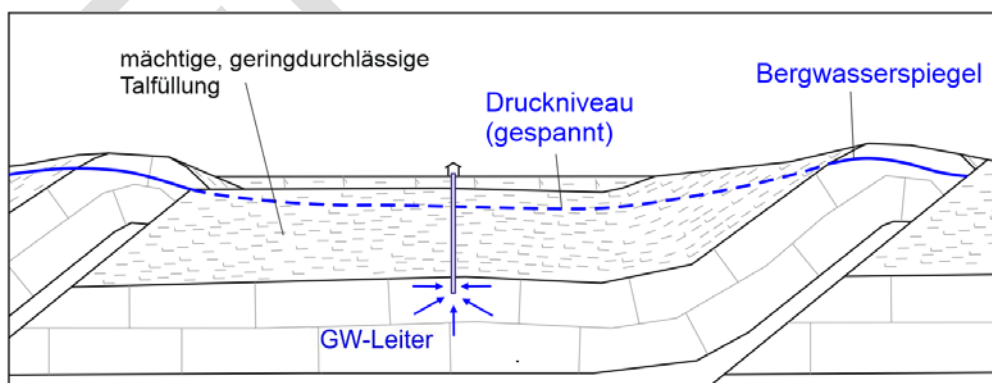 mächtige, geringdurchlässige
Talfüllung
Druckniveau
(gespannt)
Bergwasserspiegel
GW-Leiter